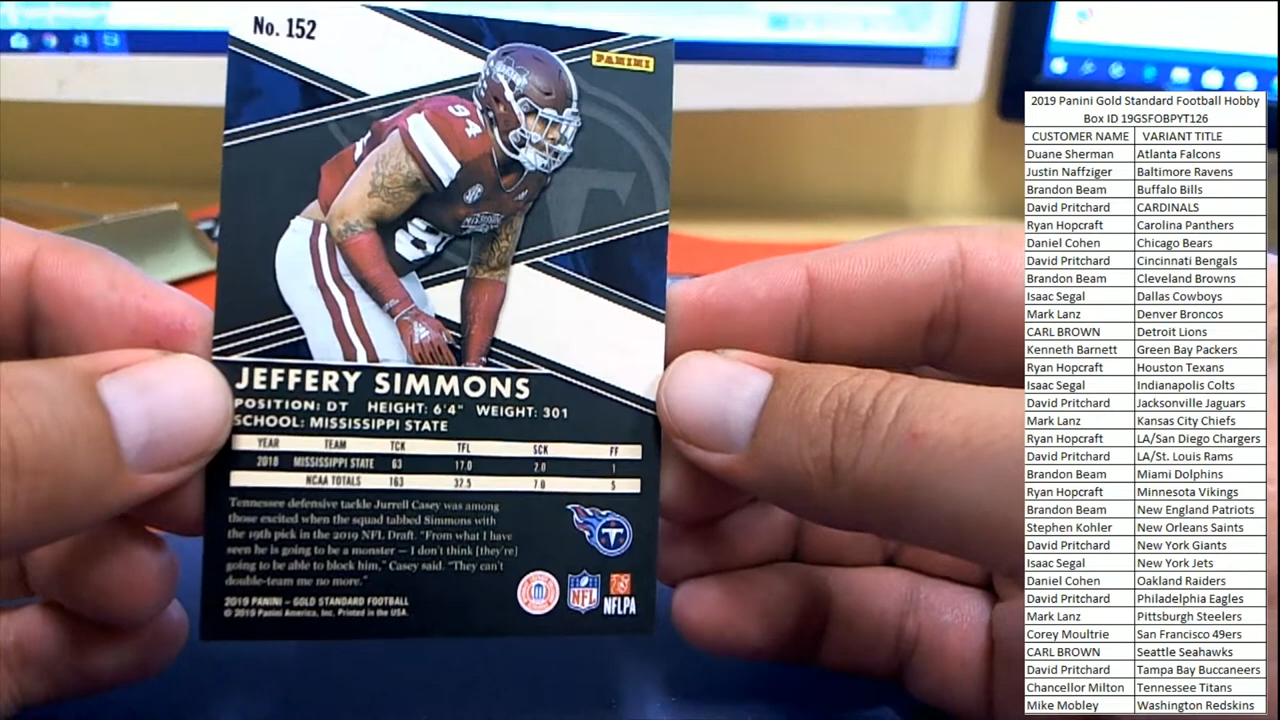 No. 152
PANINI
94
SEC
JEFFERY SIMMONS
POSITION: DT HEIGHT: 6'4" WEIGHT: 301
SCHOOL: MISSISSIPPI STATE
YEAR TEAM TCK TFL SCK FF
2018 MISSISSIPPI STATE 63 17.0 2.0 1
NCAA TOTALS 163 32.5 7.0 5
Tennessee defensive tackle Jurrell Casey was among
those excited when the squad tabbed Simmons with
the 19th pick in the 2019 NFL Draft. "From what I have
seen he is going to be a monster — I don't think [they're]
going to be able to block him," Casey said. "They can't
double-team me no more."
2019 PANINI – GOLD STANDARD FOOTBALL
© 2019 Panini America, Inc. Printed in the USA.
T
NFL
NFLPA
2019 Panini Gold Standard Football Hobby
Box ID 19GSFOBPYT126
CUSTOMER NAME VARIANT TITLE
Duane Sherman Atlanta Falcons
Justin Naffziger Baltimore Ravens
Brandon Beam Buffalo Bills
David Pritchard CARDINALS
Ryan Hopcraft Carolina Panthers
Daniel Cohen Chicago Bears
David Pritchard Cincinnati Bengals
Brandon Beam Cleveland Browns
Isaac Segal Dallas Cowboys
Mark Lanz Denver Broncos
CARL BROWN Detroit Lions
Kenneth Barnett Green Bay Packers
Ryan Hopcraft Houston Texans
Isaac Segal Indianapolis Colts
David Pritchard Jacksonville Jaguars
Mark Lanz Kansas City Chiefs
Ryan Hopcraft LA/San Diego Chargers
David Pritchard LA/St. Louis Rams
Brandon Beam Miami Dolphins
Ryan Hopcraft Minnesota Vikings
Brandon Beam New England Patriots
Stephen Kohler New Orleans Saints
David Pritchard New York Giants
Isaac Segal New York Jets
Daniel Cohen Oakland Raiders
David Pritchard Philadelphia Eagles
Mark Lanz Pittsburgh Steelers
Corey Moultrie San Francisco 49ers
CARL BROWN Seattle Seahawks
David Pritchard Tampa Bay Buccaneers
Chancellor Milton Tennessee Titans
Mike Mobley Washington Redskins